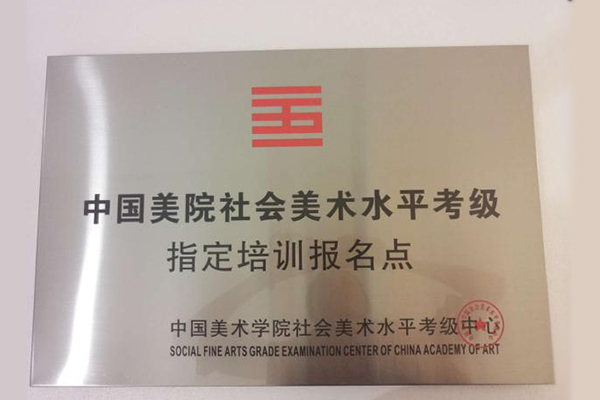 中国美院社会美术水平考级
指定培训报名点
中国美术学院社会美术水平考级中心
SOCIAL FINE ARTS GRADE EXAMINATION CENTER OF CHINA ACADEMY OF ART